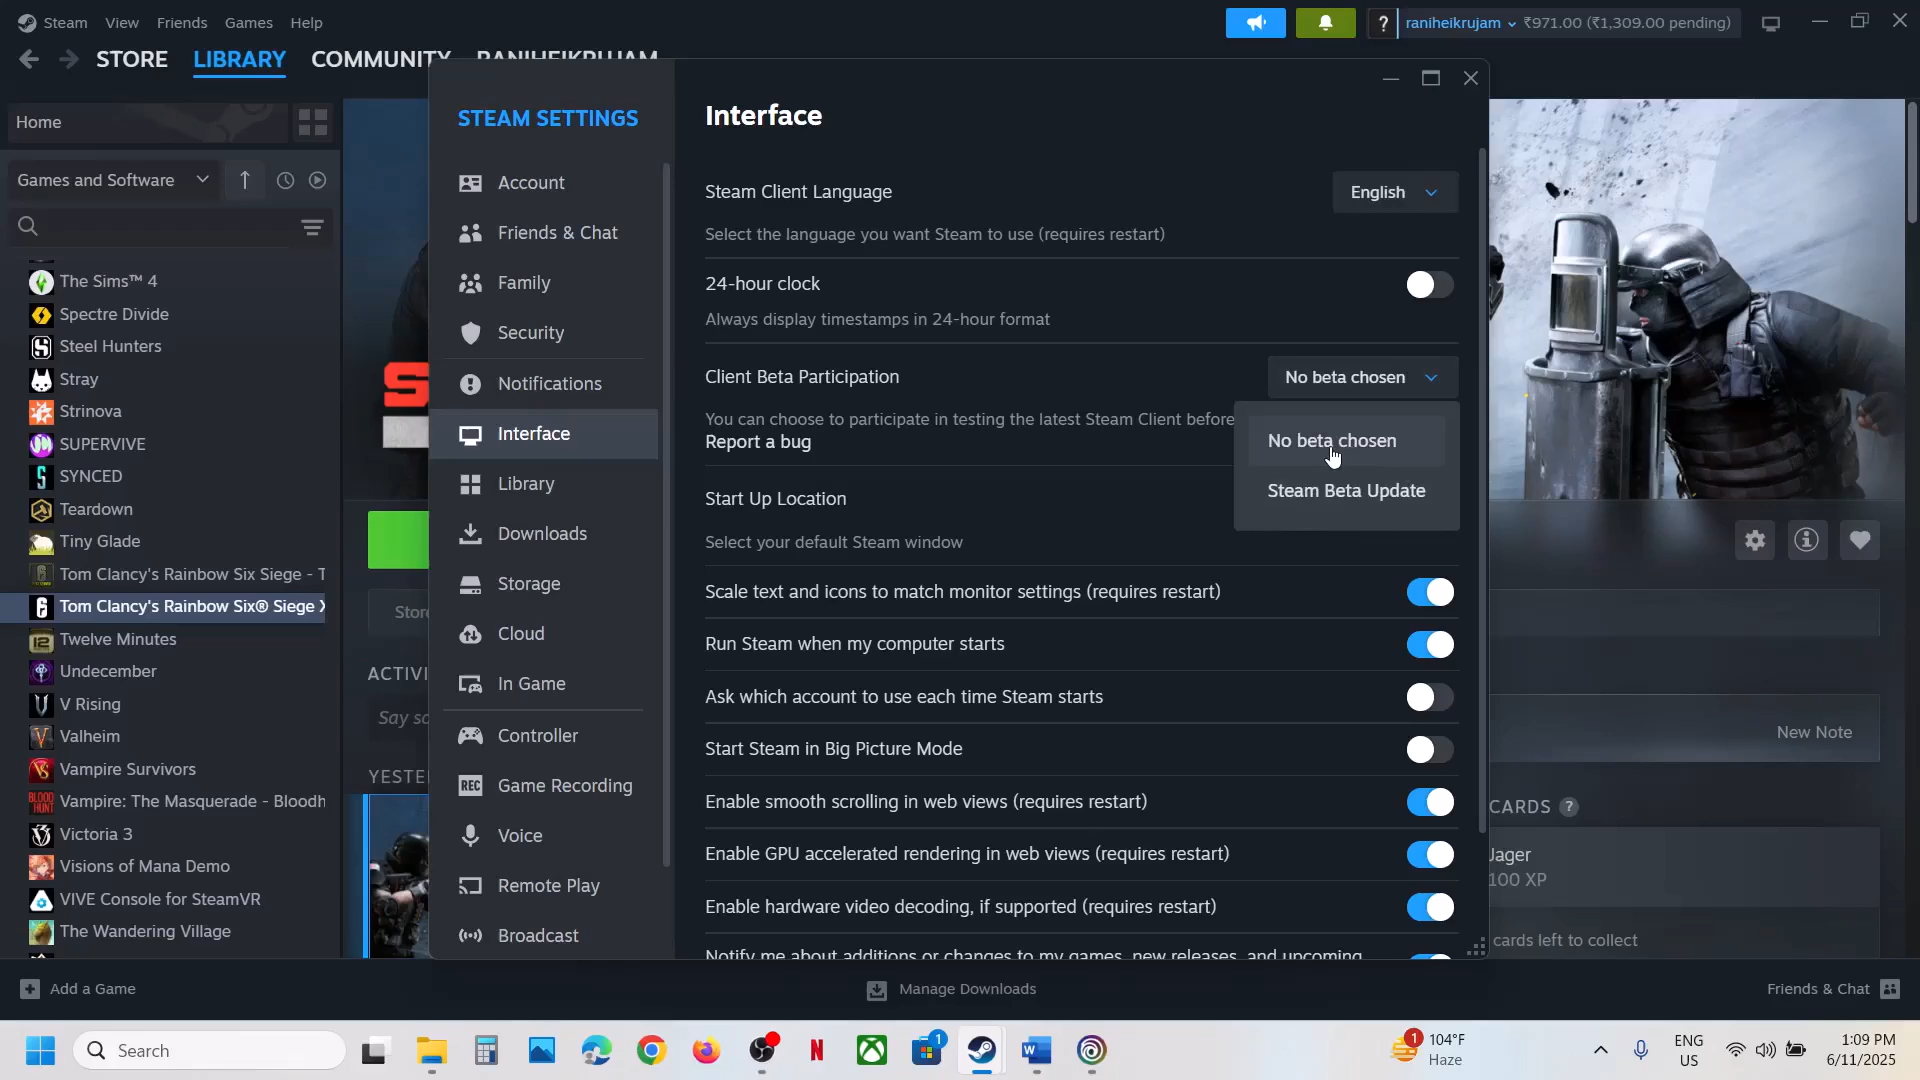 Steam View Friends Games Help
? raniheikrujam ₹971.00 (₹1,309.00 pending)
STORE LIBRARY COMMUNITY RANIHEIKRUJAM
Home
Games and Software
The Sims™ 4
Spectre Divide
Steel Hunters
Stray
Strinova
SUPERVIVE
SYNCED
Teardown
Tiny Glade
Tom Clancy's Rainbow Six Siege - T
Tom Clancy's Rainbow Six® Siege X
Twelve Minutes
Undecember
V Rising
Valheim
Vampire Survivors
Vampire: The Masquerade - Bloodh
Victoria 3
Visions of Mana Demo
VIVE Console for SteamVR
The Wandering Village
STEAM SETTINGS
Account
Friends & Chat
Family
Security
Notifications
Interface
Library
Downloads
Storage
Cloud
In Game
Controller
REC Game Recording
Voice
Remote Play
Broadcast
Interface
Steam Client Language English
Select the language you want Steam to use (requires restart)
24-hour clock
Always display timestamps in 24-hour format
Client Beta Participation No beta chosen
You can choose to participate in testing the latest Steam Client before
Report a bug
No beta chosen
Steam Beta Update
Start Up Location
Select your default Steam window
Scale text and icons to match monitor settings (requires restart)
Run Steam when my computer starts
Ask which account to use each time Steam starts
Start Steam in Big Picture Mode
Enable smooth scrolling in web views (requires restart)
Enable GPU accelerated rendering in web views (requires restart)
Enable hardware video decoding, if supported (requires restart)
Notify me about additions or changes to my games, new releases, and upcoming
S
Stor
ACTIVI
Say so
YESTE
New Note
CARDS ?
Jager
100 XP
cards left to collect
Add a Game
Manage Downloads
Friends & Chat
Search
1
1
104°F
Haze
ENG
US
1:09 PM
6/11/2025